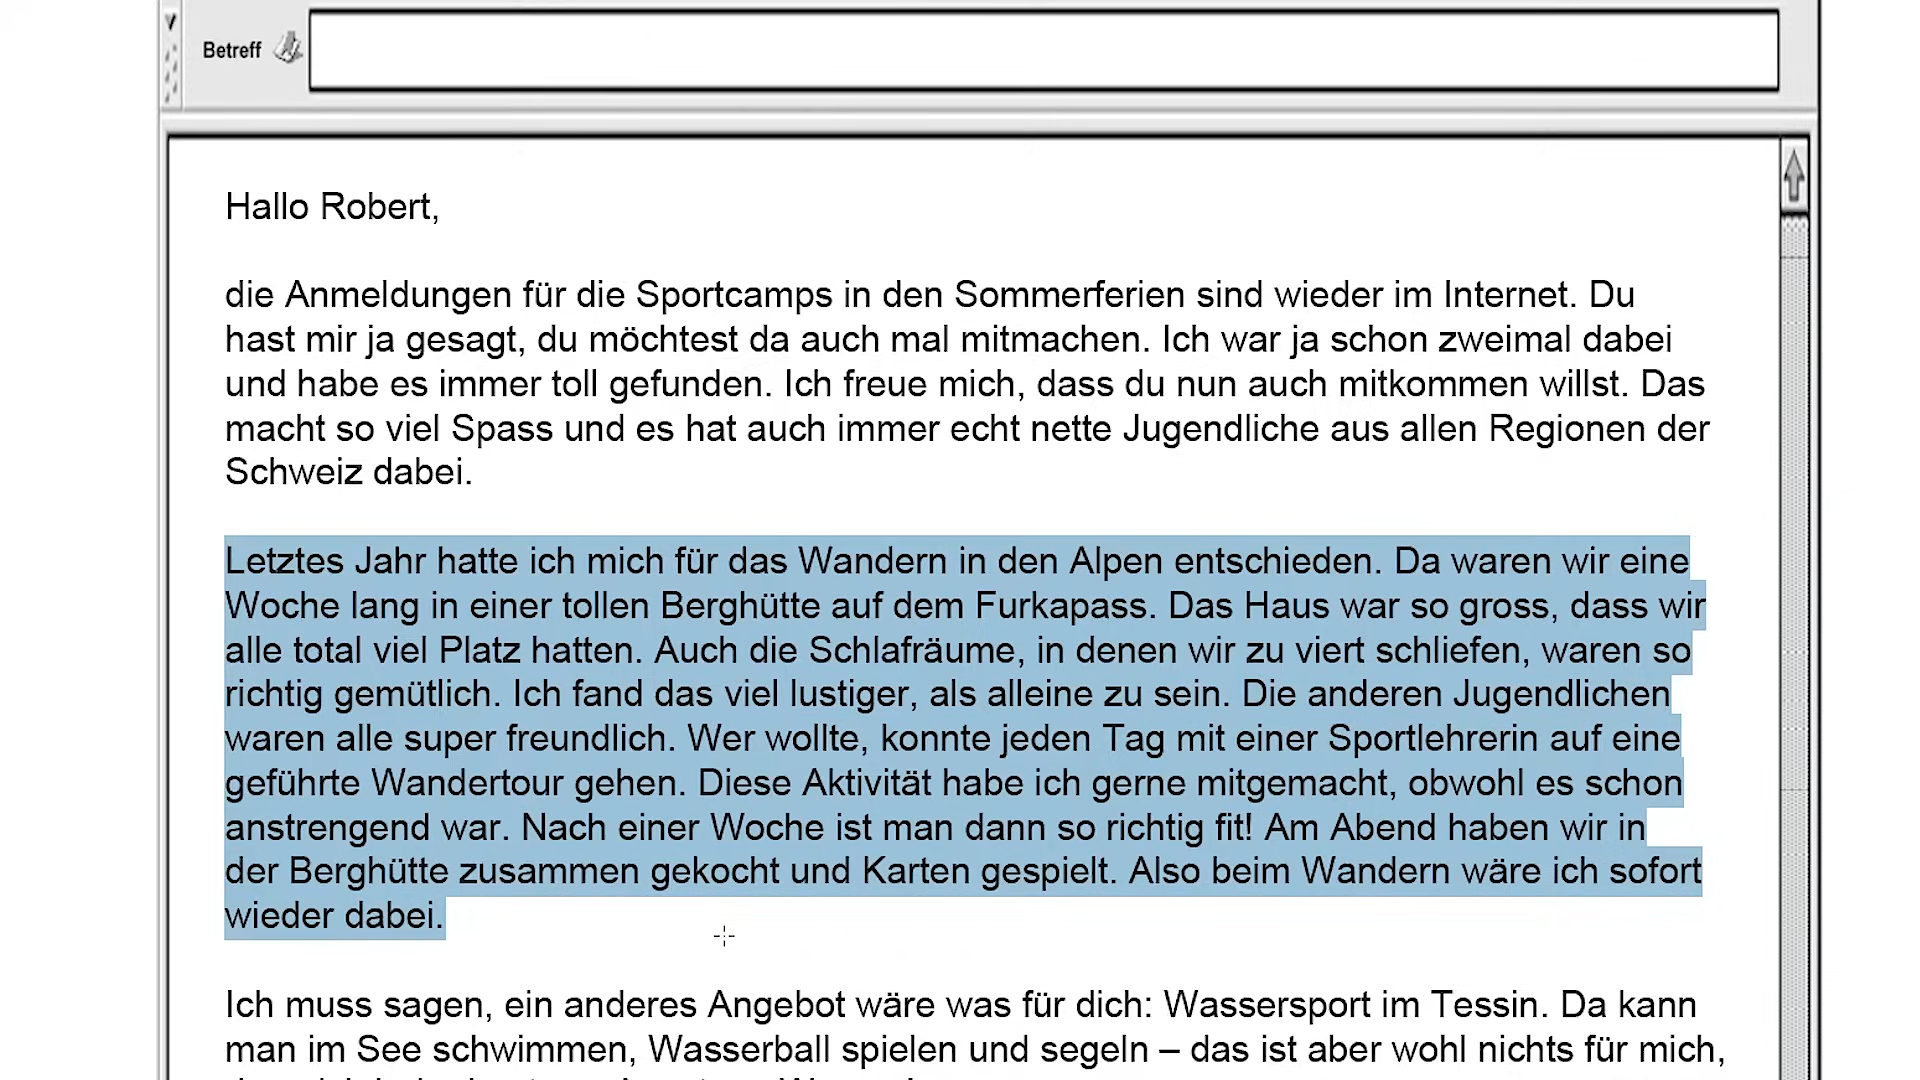 Betreff
Hallo Robert,
die Anmeldungen für die Sportcamps in den Sommerferien sind wieder im Internet. Du
hast mir ja gesagt, du möchtest da auch mal mitmachen. Ich war ja schon zweimal dabei
und habe es immer toll gefunden. Ich freue mich, dass du nun auch mitkommen willst. Das
macht so viel Spass und es hat auch immer echt nette Jugendliche aus allen Regionen der
Schweiz dabei.
Letztes Jahr hatte ich mich für das Wandern in den Alpen entschieden. Da waren wir eine
Woche lang in einer tollen Berghütte auf dem Furkapass. Das Haus war so gross, dass wir
alle total viel Platz hatten. Auch die Schlafräume, in denen wir zu viert schliefen, waren so
richtig gemütlich. Ich fand das viel lustiger, als alleine zu sein. Die anderen Jugendlichen
waren alle super freundlich. Wer wollte, konnte jeden Tag mit einer Sportlehrerin auf eine
geführte Wandertour gehen. Diese Aktivität habe ich gerne mitgemacht, obwohl es schon
anstrengend war. Nach einer Woche ist man dann so richtig fit! Am Abend haben wir in
der Berghütte zusammen gekocht und Karten gespielt. Also beim Wandern wäre ich sofort
wieder dabei.
Ich muss sagen, ein anderes Angebot wäre was für dich: Wassersport im Tessin. Da kann
man im See schwimmen, Wasserball spielen und segeln – das ist aber wohl nichts für mich,